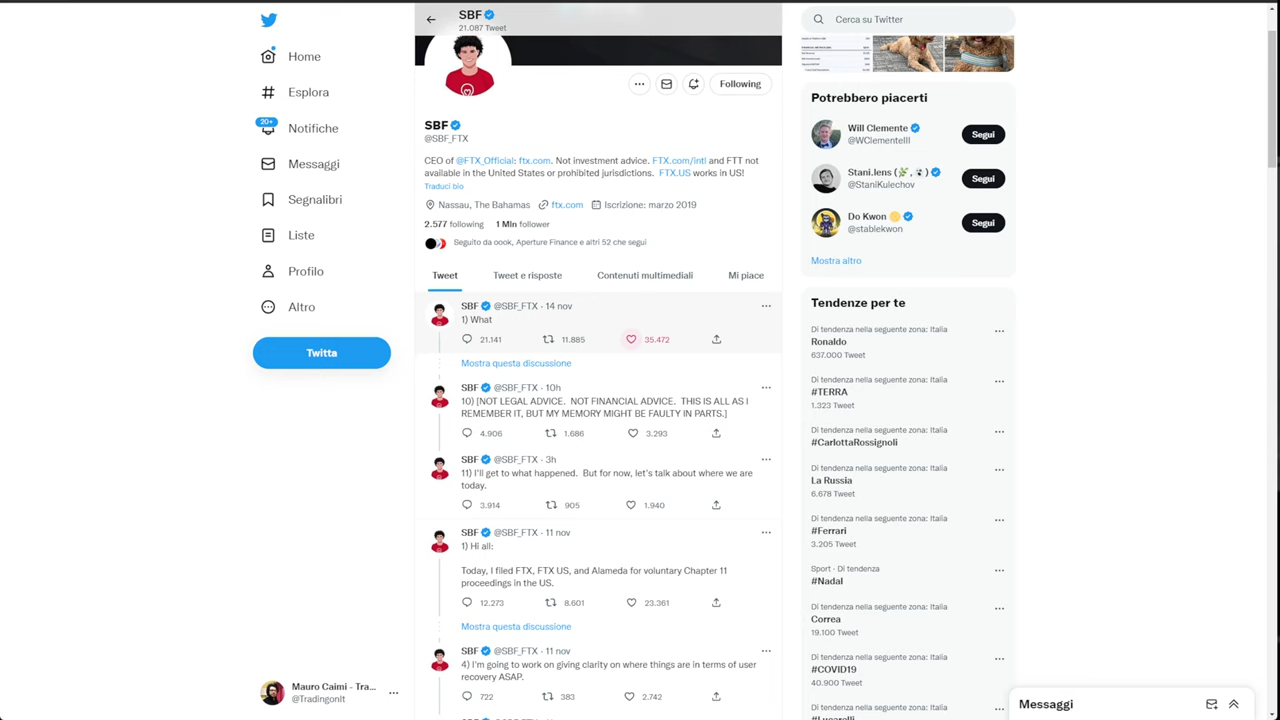 Home
Esplora
20+
Notifiche
Messaggi
Segnalibri
Liste
Profilo
Altro
Twitta
Mauro Caimi - Tra...
@TradingonIt
SBF
21.087 Tweet
Following
SBF
@SBF_FTX
CEO of @FTX_Official: ftx.com. Not investment advice. FTX.com/intl and FTT not
available in the United States or prohibited jurisdictions. FTX.US works in US!
Traduci bio
Nassau, The Bahamas ftx.com Iscrizione: marzo 2019
2.577 following 1 Mln follower
Seguito da oook, Aperture Finance e altri 52 che segui
Tweet Tweet e risposte Contenuti multimediali Mi piace
SBF @SBF_FTX · 14 nov
1) What
21.141 11.885 35.472
Mostra questa discussione
SBF @SBF_FTX · 10h
10) [NOT LEGAL ADVICE. NOT FINANCIAL ADVICE. THIS IS ALL AS I
REMEMBER IT, BUT MY MEMORY MIGHT BE FAULTY IN PARTS.]
4.906 1.686 3.293
SBF @SBF_FTX · 3h
11) I'll get to what happened. But for now, let's talk about where we are
today.
3.914 905 1.940
SBF @SBF_FTX · 11 nov
1) Hi all:
Today, I filed FTX, FTX US, and Alameda for voluntary Chapter 11
proceedings in the US.
12.273 8.601 23.361
Mostra questa discussione
SBF @SBF_FTX · 11 nov
4) I'm going to work on giving clarity on where things are in terms of user
recovery ASAP.
722 383 2.742
Cerca su Twitter
Potrebbero piacerti
Will Clemente
@WClementeIII
Segui
Stani.lens (🌿,👻)
@StaniKulechov
Segui
Do Kwon
@stablekwon
Segui
Mostra altro
Tendenze per te
Di tendenza nella seguente zona: Italia
Ronaldo
637.000 Tweet
Di tendenza nella seguente zona: Italia
#TERRA
1.323 Tweet
Di tendenza nella seguente zona: Italia
#CarlottaRossignoli
Di tendenza nella seguente zona: Italia
La Russia
6.678 Tweet
Di tendenza nella seguente zona: Italia
#Ferrari
3.205 Tweet
Sport · Di tendenza
#Nadal
Di tendenza nella seguente zona: Italia
Correa
19.100 Tweet
Di tendenza nella seguente zona: Italia
#COVID19
40.900 Tweet
Di tendenza nella seguente zona: Italia
#Lucarelli
Messaggi